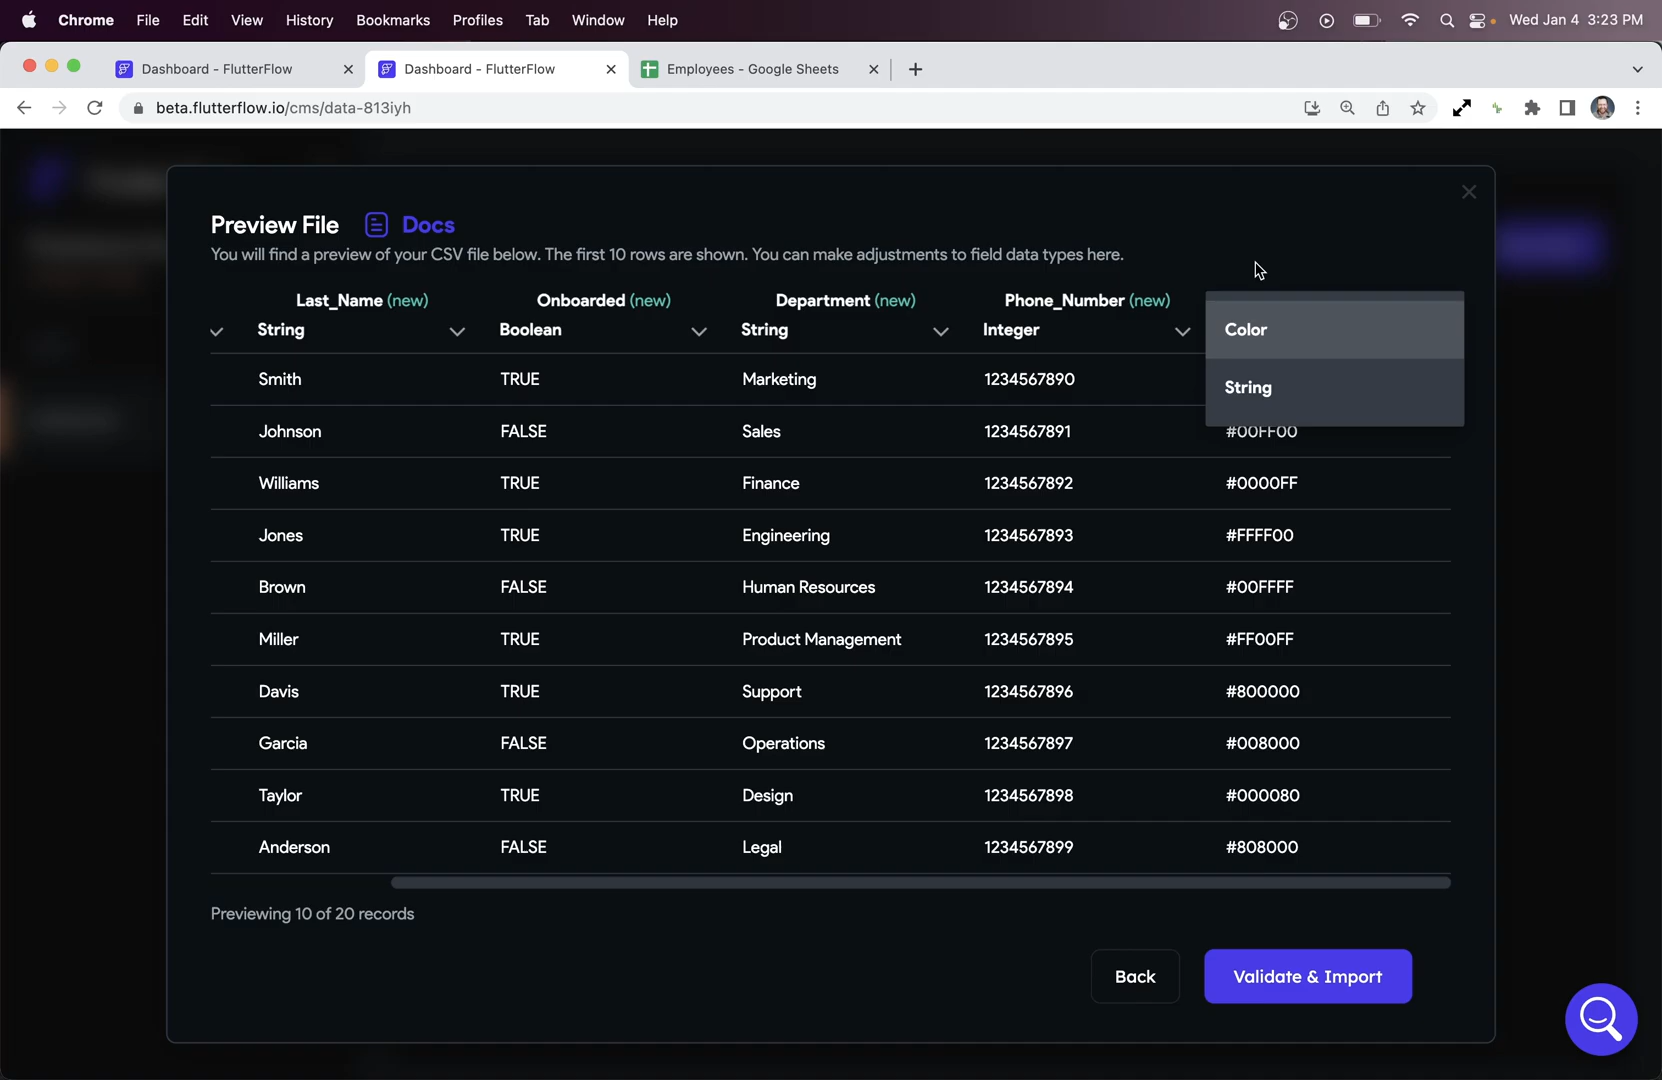 Chrome File Edit View History Bookmarks Profiles Tab Window Help Wed Jan 4 3:23 PM
Dashboard - FlutterFlow Dashboard - FlutterFlow Employees - Google Sheets
beta.flutterflow.io/cms/data-813iyh
Preview File Docs
You will find a preview of your CSV file below. The first 10 rows are shown. You can make adjustments to field data types here.
Last_Name (new) Onboarded (new) Department (new) Phone_Number (new)
String Boolean String Integer Color
Smith TRUE Marketing 1234567890 String
Johnson FALSE Sales 1234567891 #00FF00
Williams TRUE Finance 1234567892 #0000FF
Jones TRUE Engineering 1234567893 #FFFF00
Brown FALSE Human Resources 1234567894 #00FFFF
Miller TRUE Product Management 1234567895 #FF00FF
Davis TRUE Support 1234567896 #800000
Garcia FALSE Operations 1234567897 #008000
Taylor TRUE Design 1234567898 #000080
Anderson FALSE Legal 1234567899 #808000
Previewing 10 of 20 records
Back Validate & Import